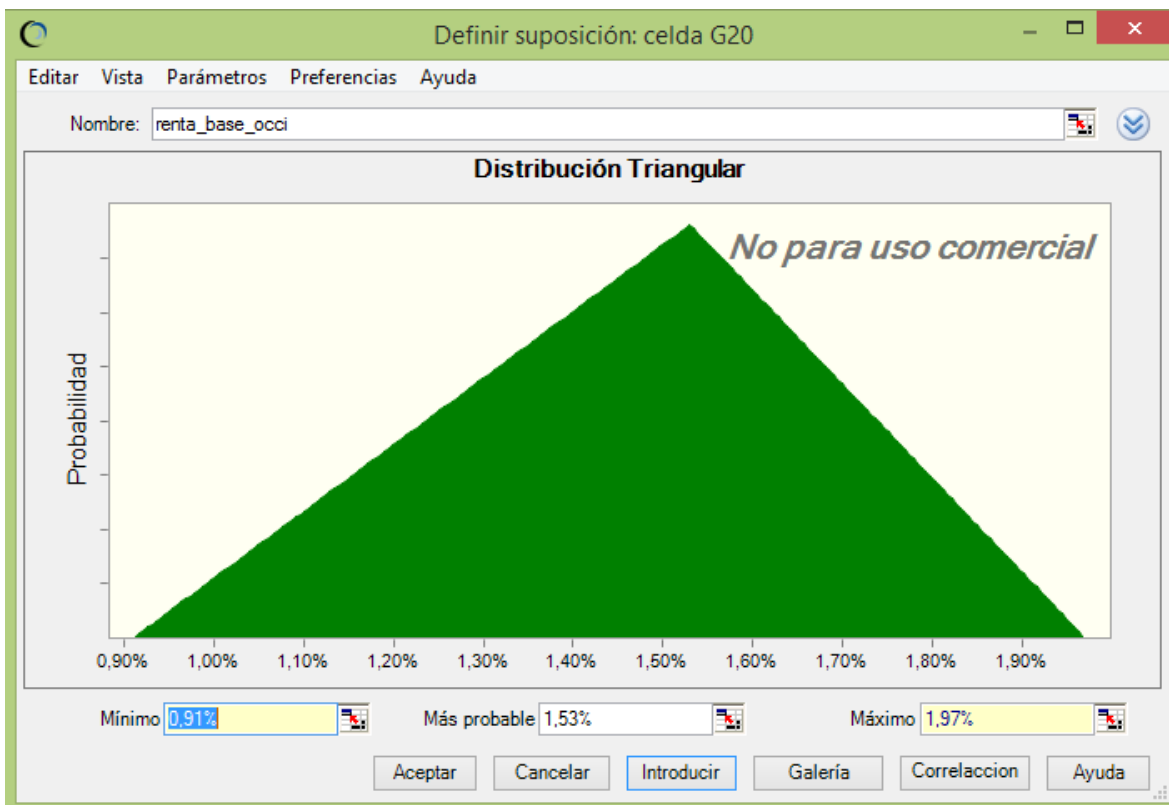 Definir suposición: celda G20
Editar Vista Parámetros Preferencias Ayuda
Nombre: renta_base_occi
Distribución Triangular
No para uso comercial
Probabilidad
0,90% 1,00% 1,10% 1,20% 1,30% 1,40% 1,50% 1,60% 1,70% 1,80% 1,90%
Mínimo 0,91% Más probable 1,53% Máximo 1,97%
Aceptar Cancelar Introducir Galería Correlaccion Ayuda